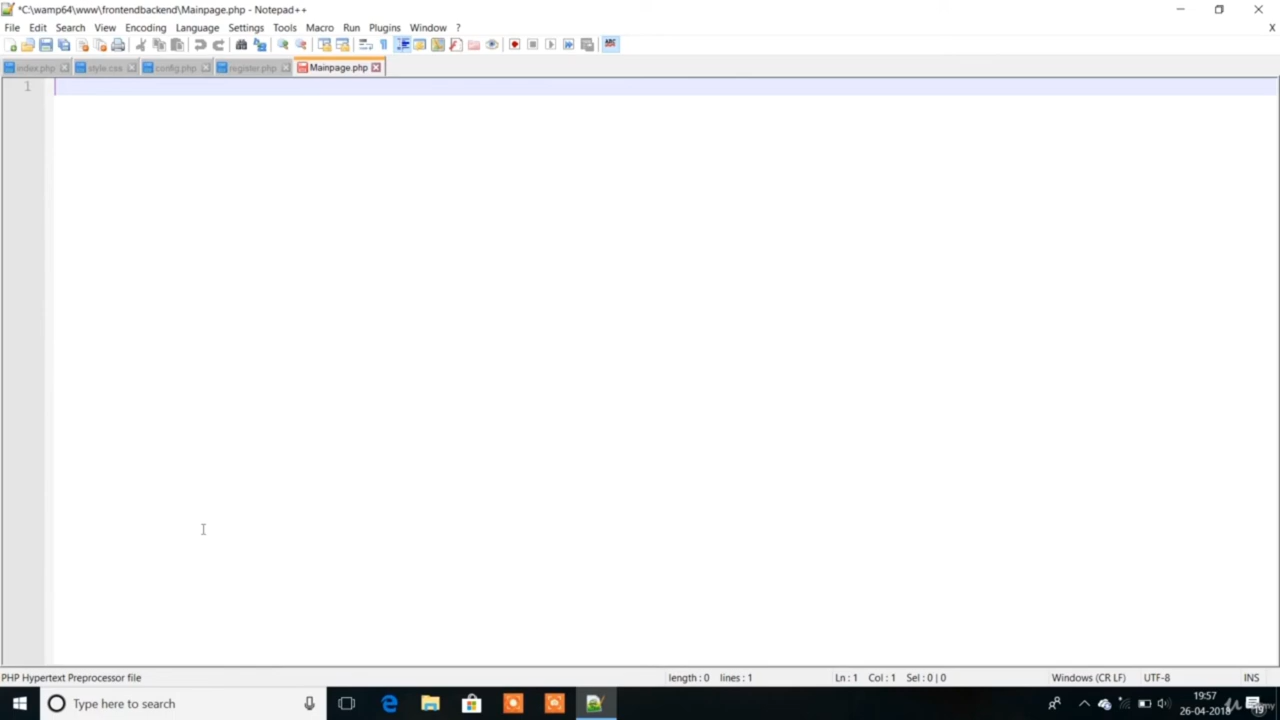 *C:\wamp64\www\frontendbackend\Mainpage.php - Notepad++
File Edit Search View Encoding Language Settings Tools Macro Run Plugins Window ? X
index.php style.css config.php register.php Mainpage.php
1
PHP Hypertext Preprocessor file length : 0 lines : 1 Ln : 1 Col : 1 Sel : 0 | 0 Windows (CR LF) UTF-8 INS
Type here to search
19:57
26-04-2018